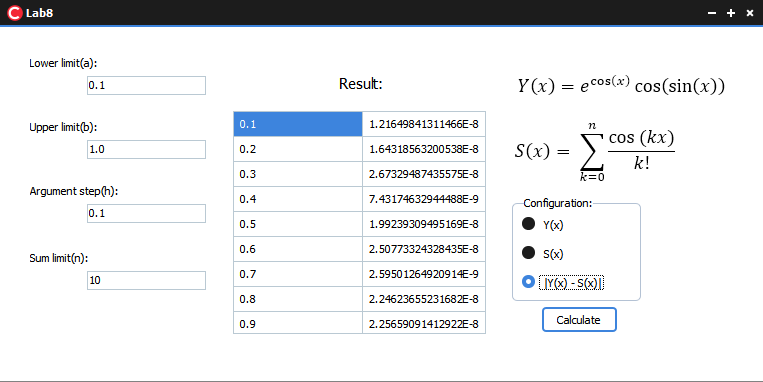 Lab8
Lower limit(a):
0.1
Upper limit(b):
1.0
Argument step(h):
0.1
Sum limit(n):
10
Result:
0.1 1.21649841311466E-8
0.2 1.64318563200538E-8
0.3 2.67329487435575E-8
0.4 7.43174632944488E-9
0.5 1.99239309495169E-8
0.6 2.50773324328435E-8
0.7 2.59501264920914E-9
0.8 2.24623655231682E-8
0.9 2.25659091412922E-8
Y(x) = e^cos(x) cos(sin(x))
S(x) = ∑_{k=0}^{n} cos (kx) / k!
Configuration:
Y(x)
S(x)
|Y(x) - S(x)|
Calculate